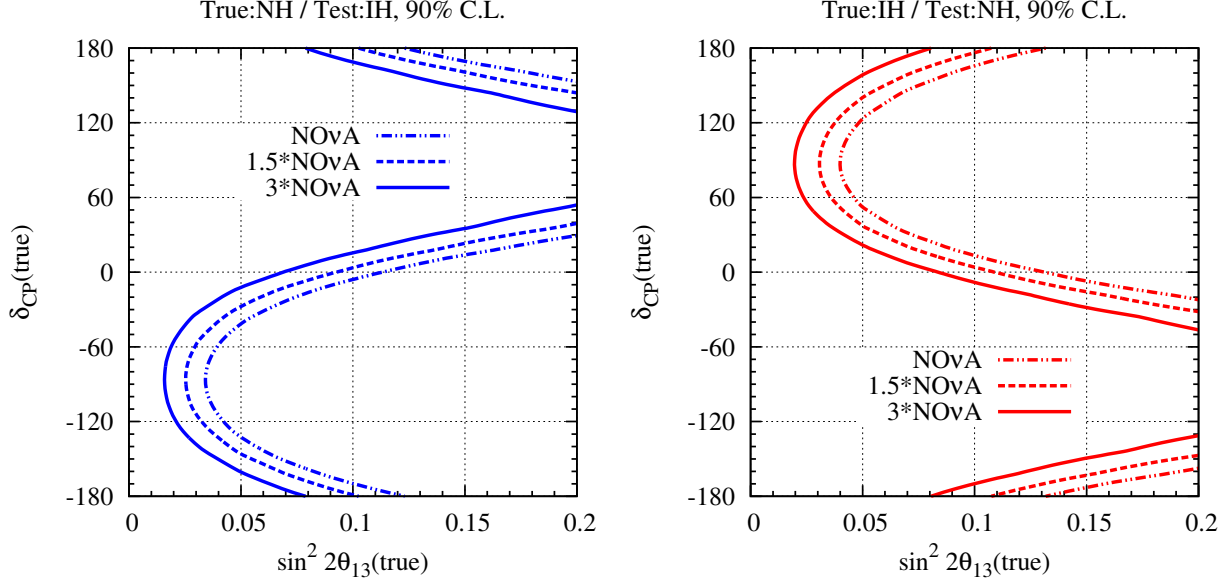 True:NH / Test:IH, 90% C.L.
180
120
60
0
-60
-120
-180
δCP(true)
NOνA
1.5*NOνA
3*NOνA
0
0.05
0.1
0.15
0.2
sin² 2θ13(true)
True:IH / Test:NH, 90% C.L.
180
120
60
0
-60
-120
-180
δCP(true)
NOνA
1.5*NOνA
3*NOνA
0
0.05
0.1
0.15
0.2
sin² 2θ13(true)